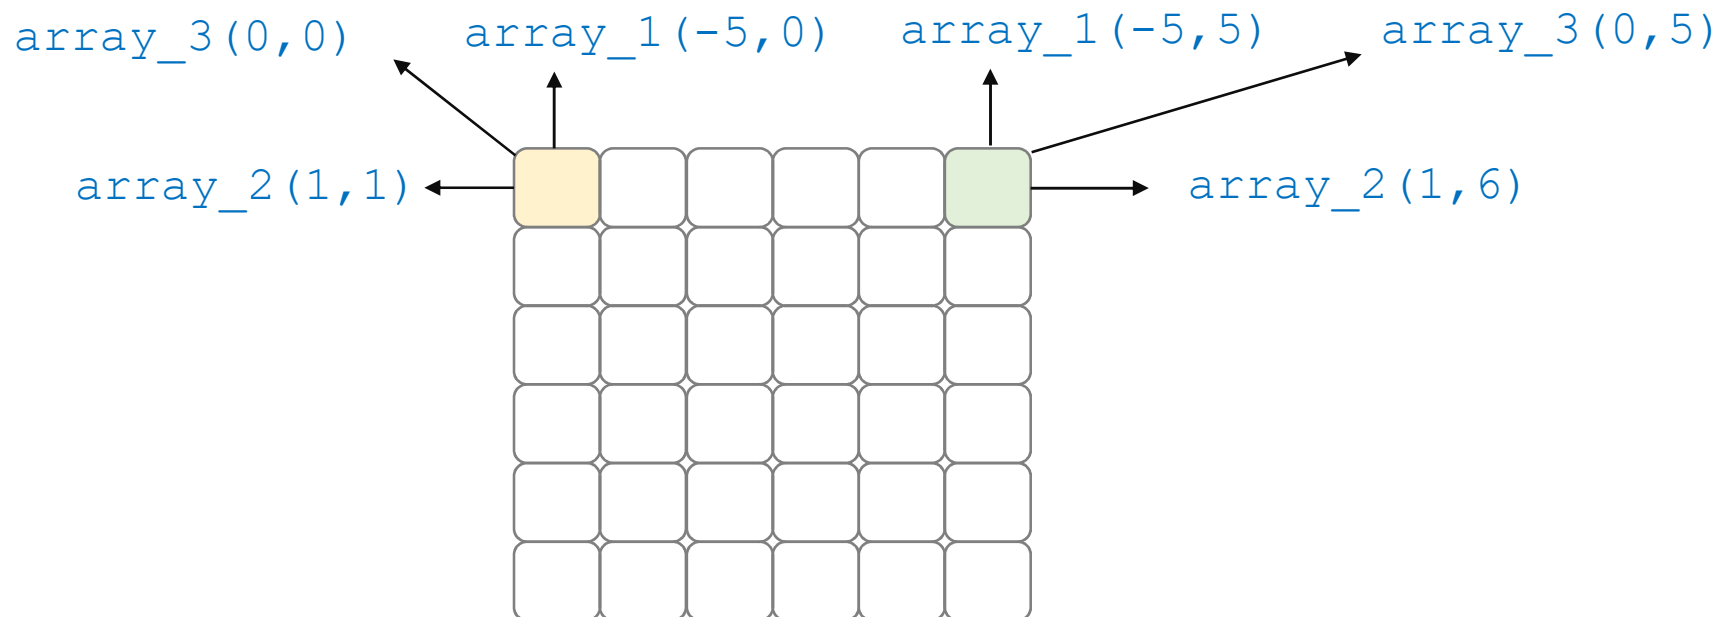 array_3(0,0) array_1(-5,0) array_1(-5,5) array_3(0,5)
array_2(1,1) array_2(1,6)